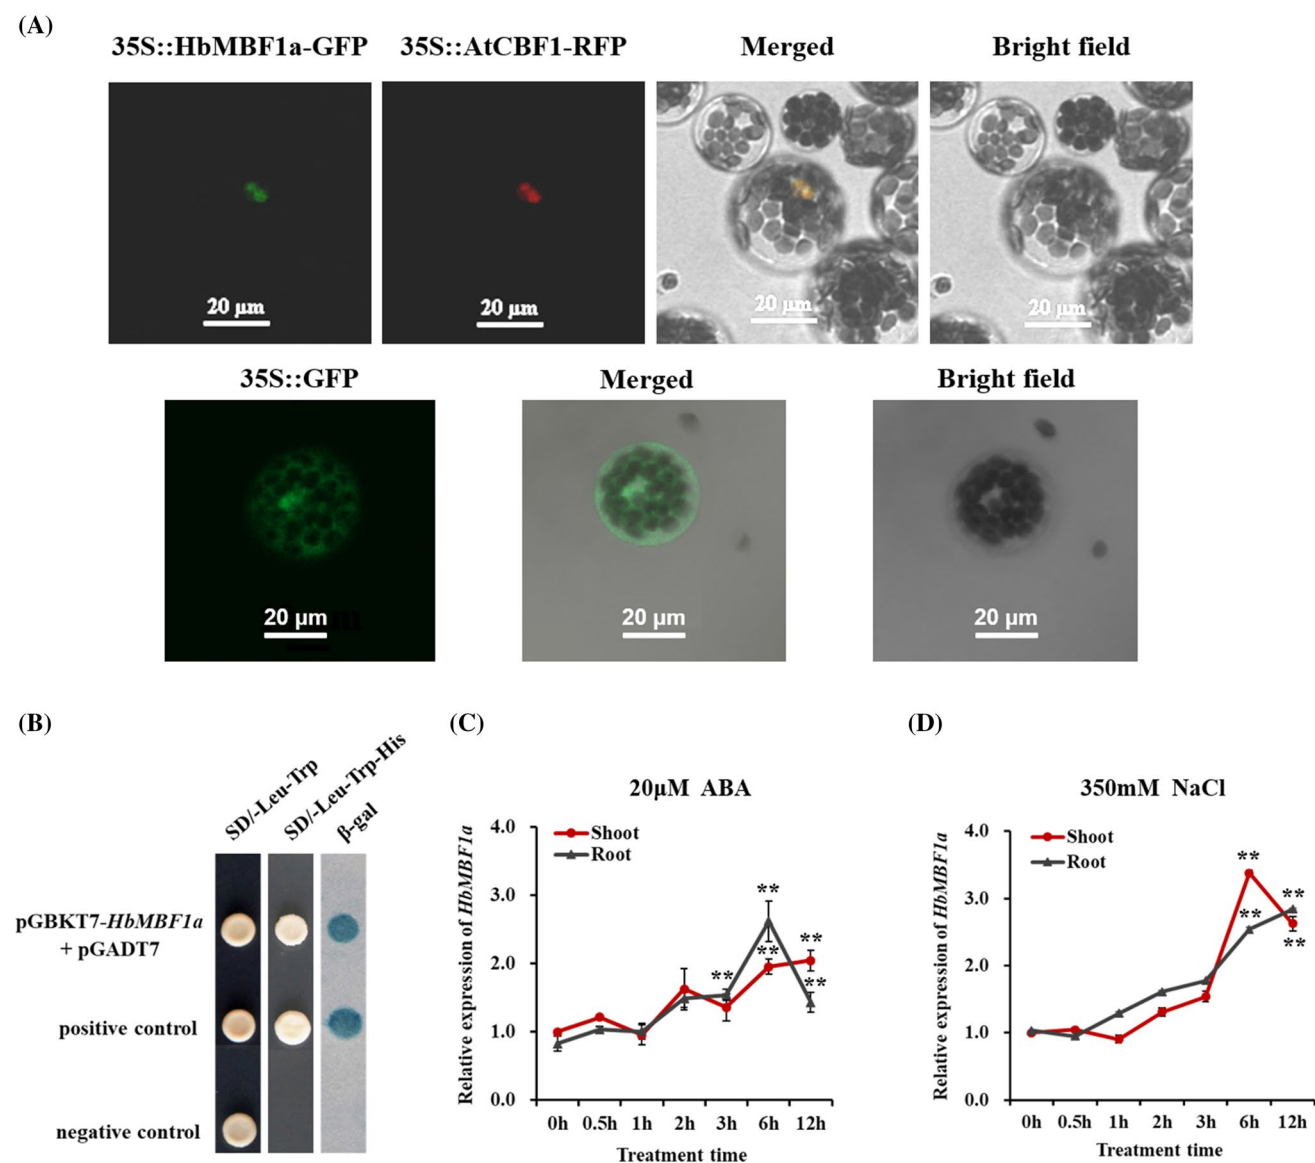 (A)
35S::HbMBF1a-GFP 35S::AtCBF1-RFP Merged Bright field
20 μm 20 μm 20 μm 20 μm
35S::GFP Merged Bright field
20 μm 20 μm 20 μm
(B)
SD/-Leu-Trp
SD/-Leu-Trp-His
β-gal
pGBKT7-HbMBF1a
+ pGADT7
positive control
negative control
(C)
20μM ABA
Relative expression of HbMBF1a
4.0
3.0
2.0
1.0
0.0
Shoot
Root
**
**
**
**
**
0h 0.5h 1h 2h 3h 6h 12h
Treatment time
(D)
350mM NaCl
Relative expression of HbMBF1a
4.0
3.0
2.0
1.0
0.0
Shoot
Root
**
**
**
**
0h 0.5h 1h 2h 3h 6h 12h
Treatment time